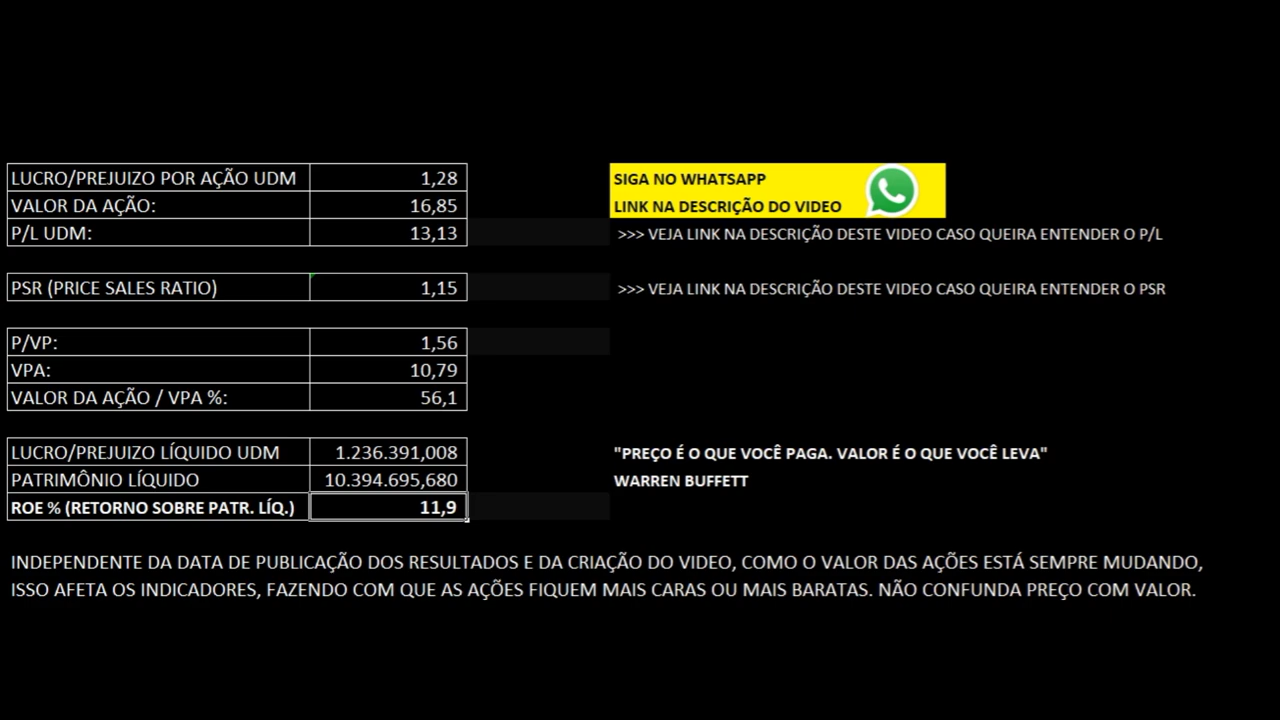 LUCRO/PREJUIZO POR AÇÃO UDM 1,28
SIGA NO WHATSAPP
VALOR DA AÇÃO: 16,85
LINK NA DESCRIÇÃO DO VIDEO
P/L UDM: 13,13
>>> VEJA LINK NA DESCRIÇÃO DESTE VIDEO CASO QUEIRA ENTENDER O P/L
PSR (PRICE SALES RATIO) 1,15
>>> VEJA LINK NA DESCRIÇÃO DESTE VIDEO CASO QUEIRA ENTENDER O PSR
P/VP: 1,56
VPA: 10,79
VALOR DA AÇÃO / VPA %: 56,1
LUCRO/PREJUIZO LÍQUIDO UDM 1.236.391,008
"PREÇO É O QUE VOCÊ PAGA. VALOR É O QUE VOCÊ LEVA"
PATRIMÔNIO LÍQUIDO 10.394.695,680
WARREN BUFFETT
ROE % (RETORNO SOBRE PATR. LÍQ.) 11,9
INDEPENDENTE DA DATA DE PUBLICAÇÃO DOS RESULTADOS E DA CRIAÇÃO DO VIDEO, COMO O VALOR DAS AÇÕES ESTÁ SEMPRE MUDANDO,
ISSO AFETA OS INDICADORES, FAZENDO COM QUE AS AÇÕES FIQUEM MAIS CARAS OU MAIS BARATAS. NÃO CONFUNDA PREÇO COM VALOR.